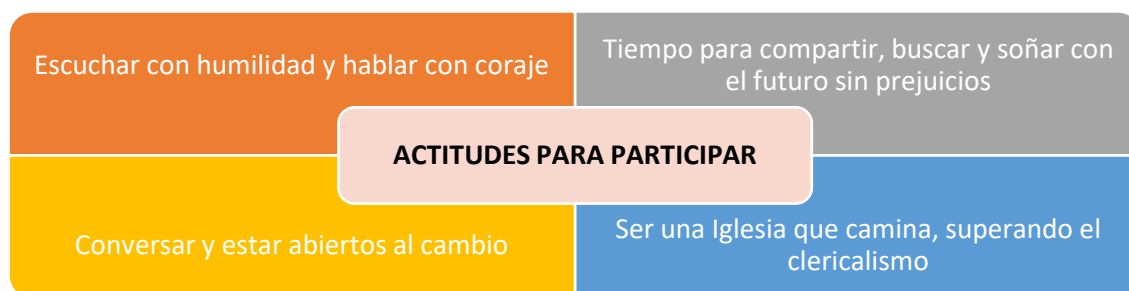 Escuchar con humilidad y hablar con coraje
Tiempo para compartir, buscar y soñar con
el futuro sin prejuicios
ACTITUDES PARA PARTICIPAR
Conversar y estar abiertos al cambio
Ser una Iglesia que camina, superando el
clericalismo